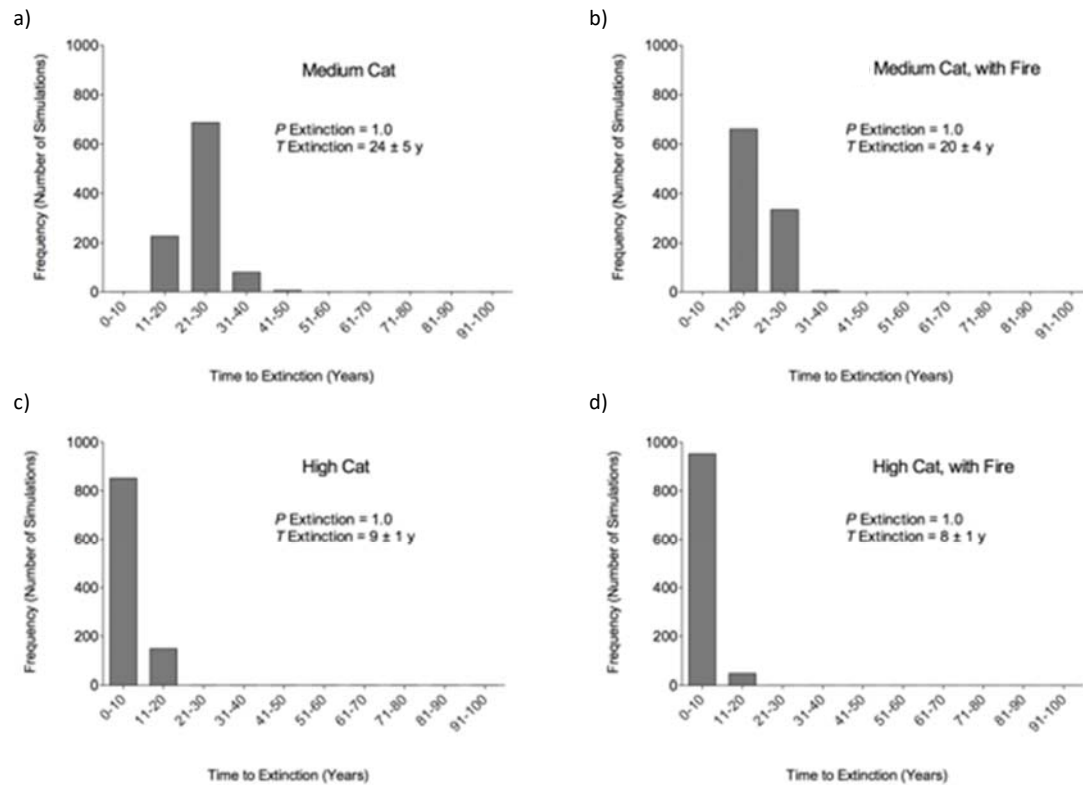 a)
Medium Cat
P Extinction = 1.0
T Extinction = 24 ± 5 y
Frequency (Number of Simulations)
1000
800
600
400
200
0
0-10
11-20
21-30
31-40
41-50
51-60
61-70
71-80
81-90
91-100
Time to Extinction (Years)
b)
Medium Cat, with Fire
P Extinction = 1.0
T Extinction = 20 ± 4 y
Frequency (Number of Simulations)
1000
800
600
400
200
0
0-10
11-20
21-30
31-40
41-50
51-60
61-70
71-80
81-90
91-100
Time to Extinction (Years)
c)
High Cat
P Extinction = 1.0
T Extinction = 9 ± 1 y
Frequency (Number of Simulations)
1000
800
600
400
200
0
0-10
11-20
21-30
31-40
41-50
51-60
61-70
71-80
81-90
91-100
Time to Extinction (Years)
d)
High Cat, with Fire
P Extinction = 1.0
T Extinction = 8 ± 1 y
Frequency (Number of Simulations)
1000
800
600
400
200
0
0-10
11-20
21-30
31-40
41-50
51-60
61-70
71-80
81-90
91-100
Time to Extinction (Years)